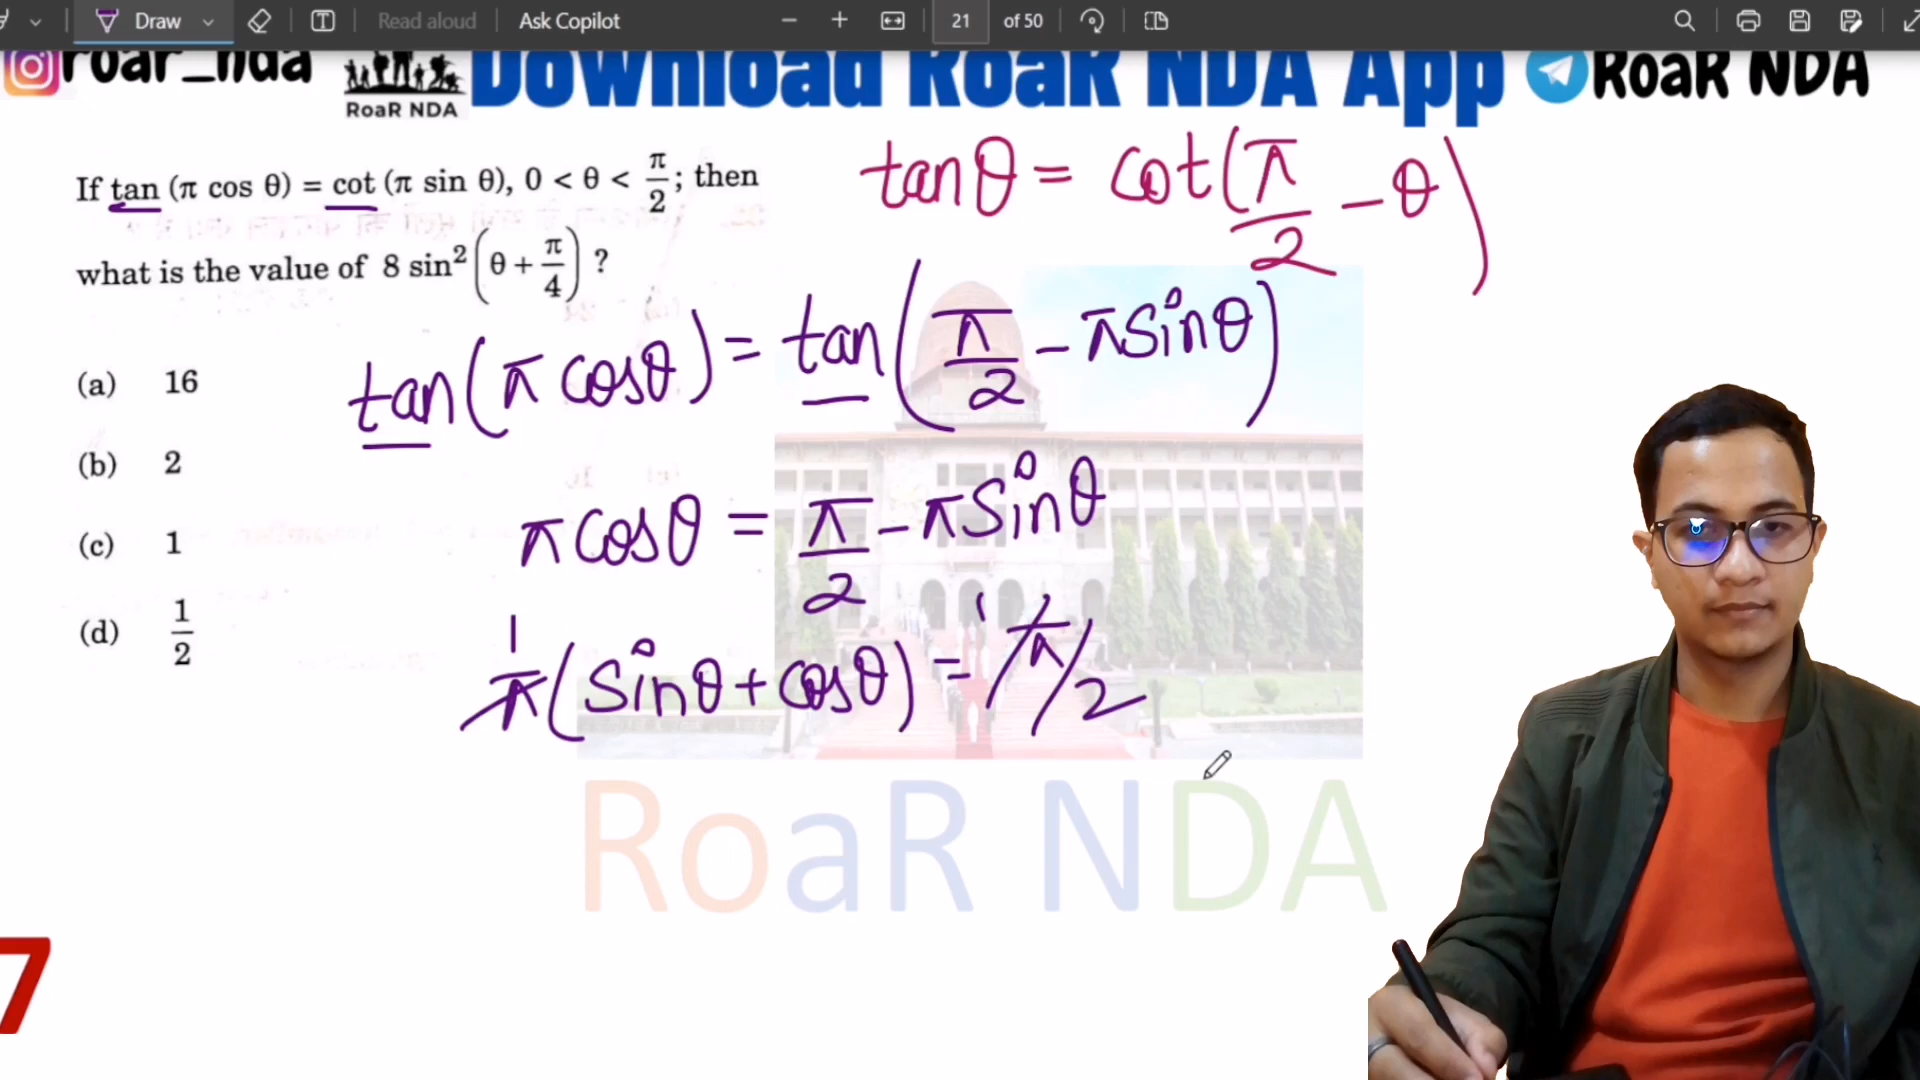 Draw
Read aloud
Ask Copilot
21 of 50
roar_nda
RoaR NDA
Download RoaR NDA App
RoaR NDA
If tan (π cos θ) = cot (π sin θ), 0 < θ < π/2; then
what is the value of 8 sin² (θ + π/4) ?
(a) 16
(b) 2
(c) 1
(d) 1/2
tanθ = cot(π/2 − θ)
tan(π cosθ) = tan(π/2 − π sinθ)
π cosθ = π/2 − π sinθ
1
π(sinθ + cosθ) = π/2
1
RoaR NDA
7